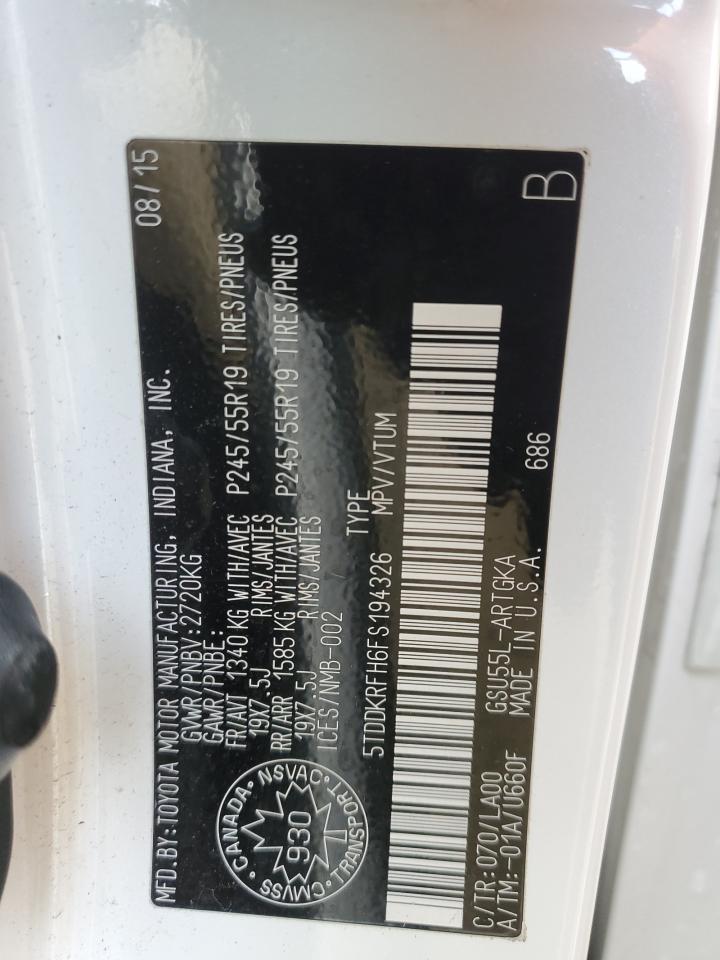 MFD.BY:TOYOTA MOTOR MANUFACTURING, INDIANA, INC. 08/15
GVWR/PNBV:2720KG
GAWR/PNBE:
FR/AVT 1340 KG WITH/AVEC P245/55R19 TIRES/PNEUS
19X7.5J RIMS/JANTES
RR/ARR 1585 KG WITH/AVEC P245/55R19 TIRES/PNEUS
19X7.5J RIMS/JANTES
ICES/NMB-002
CANADA · NSVAC · TRANSPORT · CMVSS
930
TYPE
5TDDKRFH6FS194326 MPV/VTUM
C/TR:070/LA00 GSU55L-ARTGKA
A/TM:-01A/U660F MADE IN U.S.A. 686
B